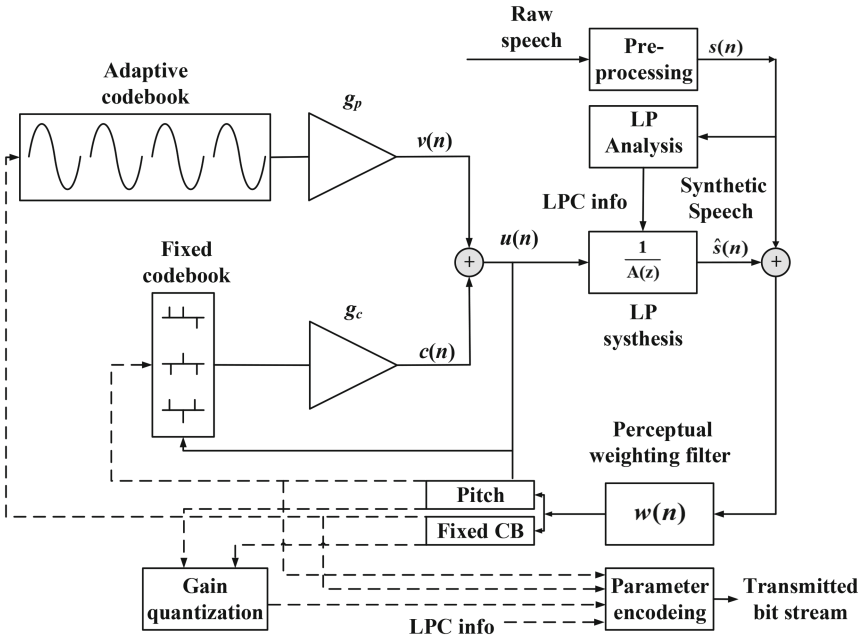 Raw
speech
Pre-
processing
s(n)
Adaptive
codebook
g_p
v(n)
LP
Analysis
LPC info
Synthetic
Speech
Fixed
codebook
u(n)
+
1
A(z)
ŝ(n)
+
LP
systhesis
g_c
c(n)
Perceptual
weighting filter
Pitch
Fixed CB
w(n)
Gain
quantization
Parameter
encodeing
Transmitted
bit stream
LPC info